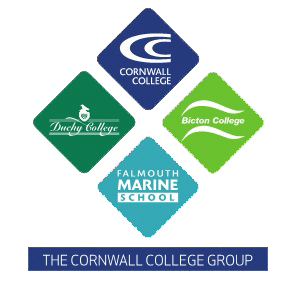 CORNWALL
COLLEGE
Duchy College
Bicton College
FALMOUTH
MARINE
SCHOOL
THE CORNWALL COLLEGE GROUP